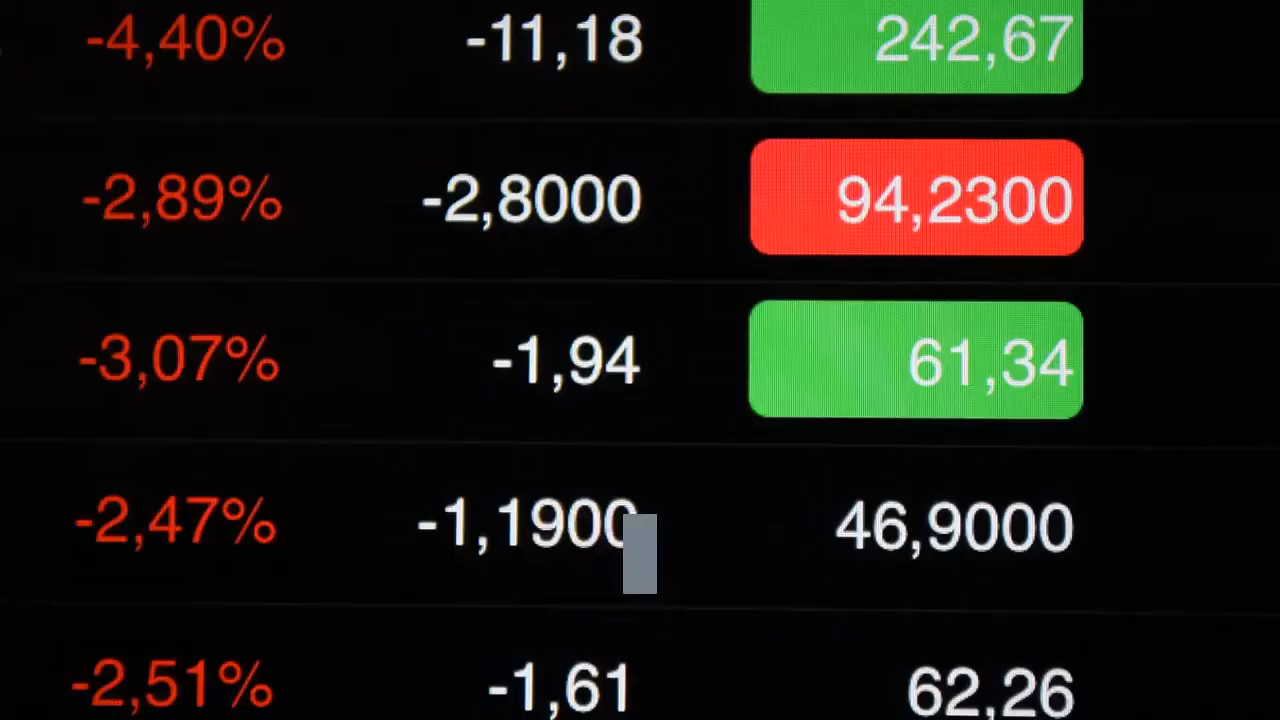 -4,40% -11,18 242,67
-2,89% -2,8000 94,2300
-3,07% -1,94 61,34
-2,47% -1,1900 46,9000
-2,51% -1,61 62,26